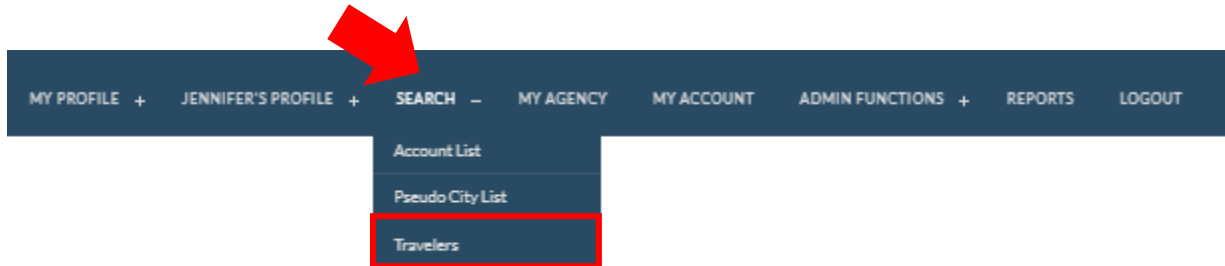 MY PROFILE + JENNIFER'S PROFILE + SEARCH – MY AGENCY MY ACCOUNT ADMIN FUNCTIONS + REPORTS LOGOUT
Account List
Pseudo City List
Travelers